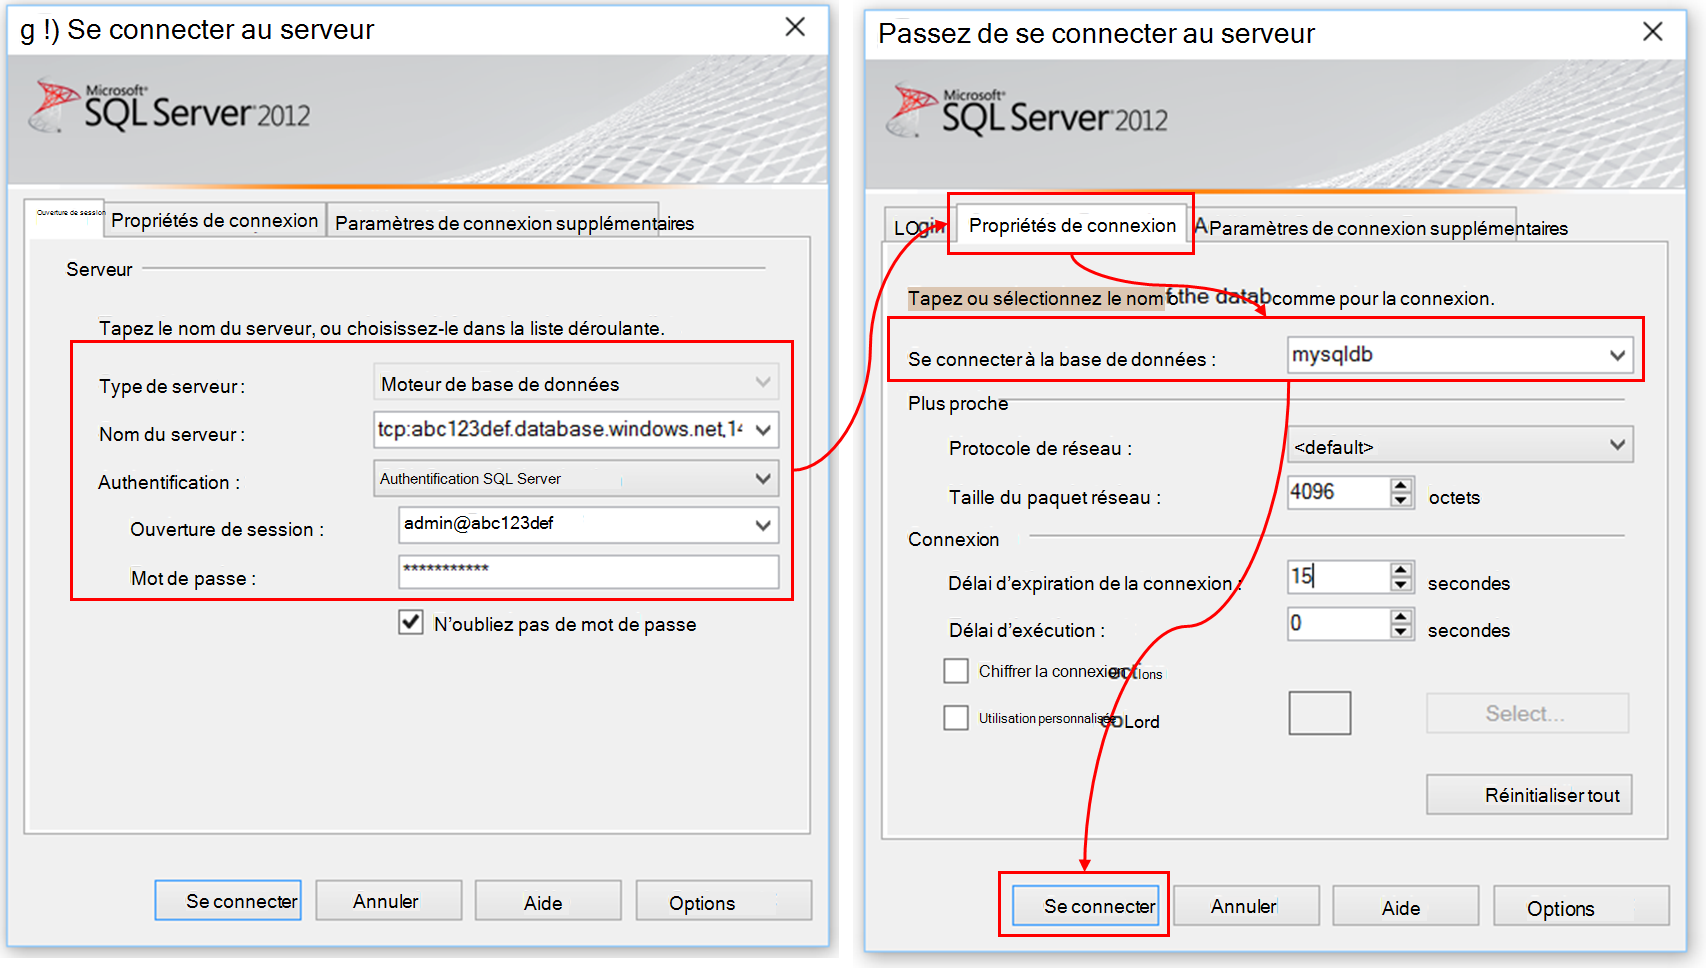 g !) Se connecter au serveur
Microsoft®
SQL Server® 2012
Ouverture de session
Propriétés de connexion
Paramètres de connexion supplémentaires
Serveur
Tapez le nom du serveur, ou choisissez-le dans la liste déroulante.
Type de serveur :
Moteur de base de données
Nom du serveur :
tcp:abc123def.database.windows.net,14
Authentification :
Authentification SQL Server
Ouverture de session :
admin@abc123def
Mot de passe :
***********
N’oubliez pas de mot de passe
Se connecter
Annuler
Aide
Options
Passez de se connecter au serveur
Microsoft®
SQL Server® 2012
LOgin
Propriétés de connexion
A Paramètres de connexion supplémentaires
Tapez ou sélectionnez le nom of the datab comme pour la connexion.
Se connecter à la base de données :
mysqldb
Plus proche
Protocole de réseau :
<default>
Taille du paquet réseau :
4096
octets
Connexion
Délai d’expiration de la connexion :
15
secondes
Délai d’exécution :
0
secondes
Chiffrer la connexion ections
Utilisation personnalisée coLord
Select...
Réinitialiser tout
Se connecter
Annuler
Aide
Options